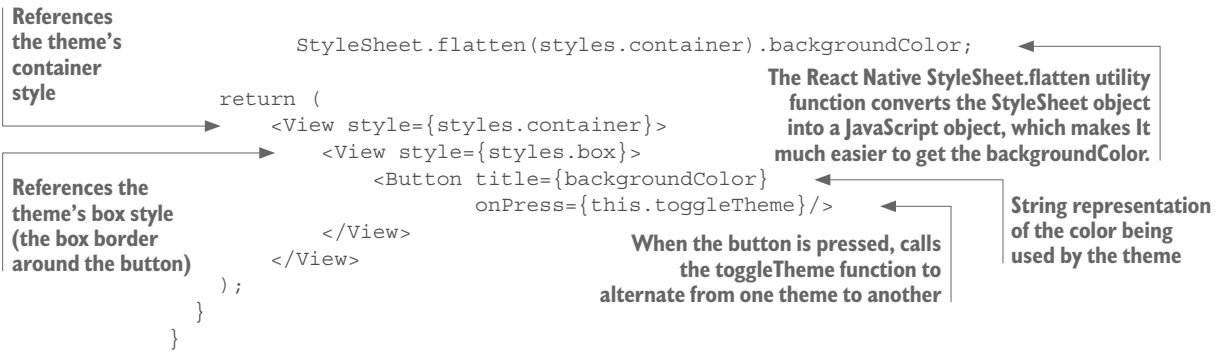 References
the theme's
container
style
StyleSheet.flatten(styles.container).backgroundColor;
The React Native StyleSheet.flatten utility
function converts the StyleSheet object
into a JavaScript object, which makes It
much easier to get the backgroundColor.
return (
<View style={styles.container}>
<View style={styles.box}>
<Button title={backgroundColor}
onPress={this.toggleTheme}/>
</View>
</View>
);
}
}
References the
theme's box style
(the box border
around the button)
When the button is pressed, calls
the toggleTheme function to
alternate from one theme to another
String representation
of the color being
used by the theme